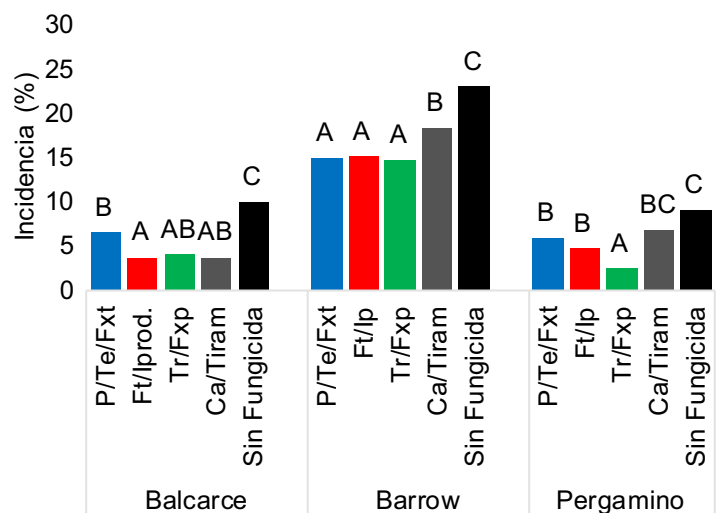 Incidencia (%)
30
25
20
15
10
5
0
B
A
AB
AB
C
A
A
A
B
C
B
B
A
BC
C
P/Te/Fxt
Ft/Iprod.
Tr/Fxp
Ca/Tiram
Sin Fungicida
P/Te/Fxt
Ft/Ip
Tr/Fxp
Ca/Tiram
Sin Fungicida
P/Te/Fxt
Ft/Ip
Tr/Fxp
Ca/Tiram
Sin Fungicida
Balcarce
Barrow
Pergamino